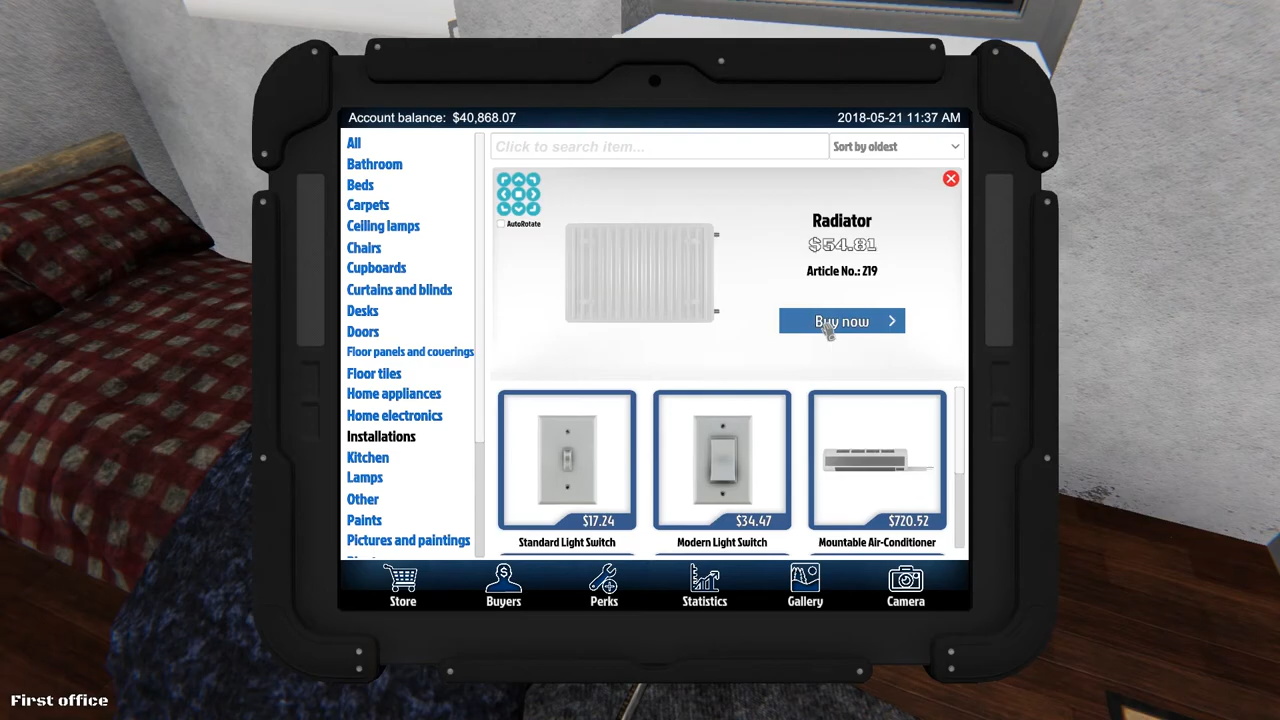 Account balance: $40,868.07
2018-05-21 11:37 AM
All
Bathroom
Beds
Carpets
Ceiling lamps
Chairs
Cupboards
Curtains and blinds
Desks
Doors
Floor panels and coverings
Floor tiles
Home appliances
Home electronics
Installations
Kitchen
Lamps
Other
Paints
Pictures and paintings
Click to search item...
Sort by oldest
AutoRotate
Radiator
$54.81
Article No.: Z19
Buy now
$17.24
$34.47
$720.52
Standard Light Switch
Modern Light Switch
Mountable Air-Conditioner
Store
Buyers
Perks
Statistics
Gallery
Camera
First office